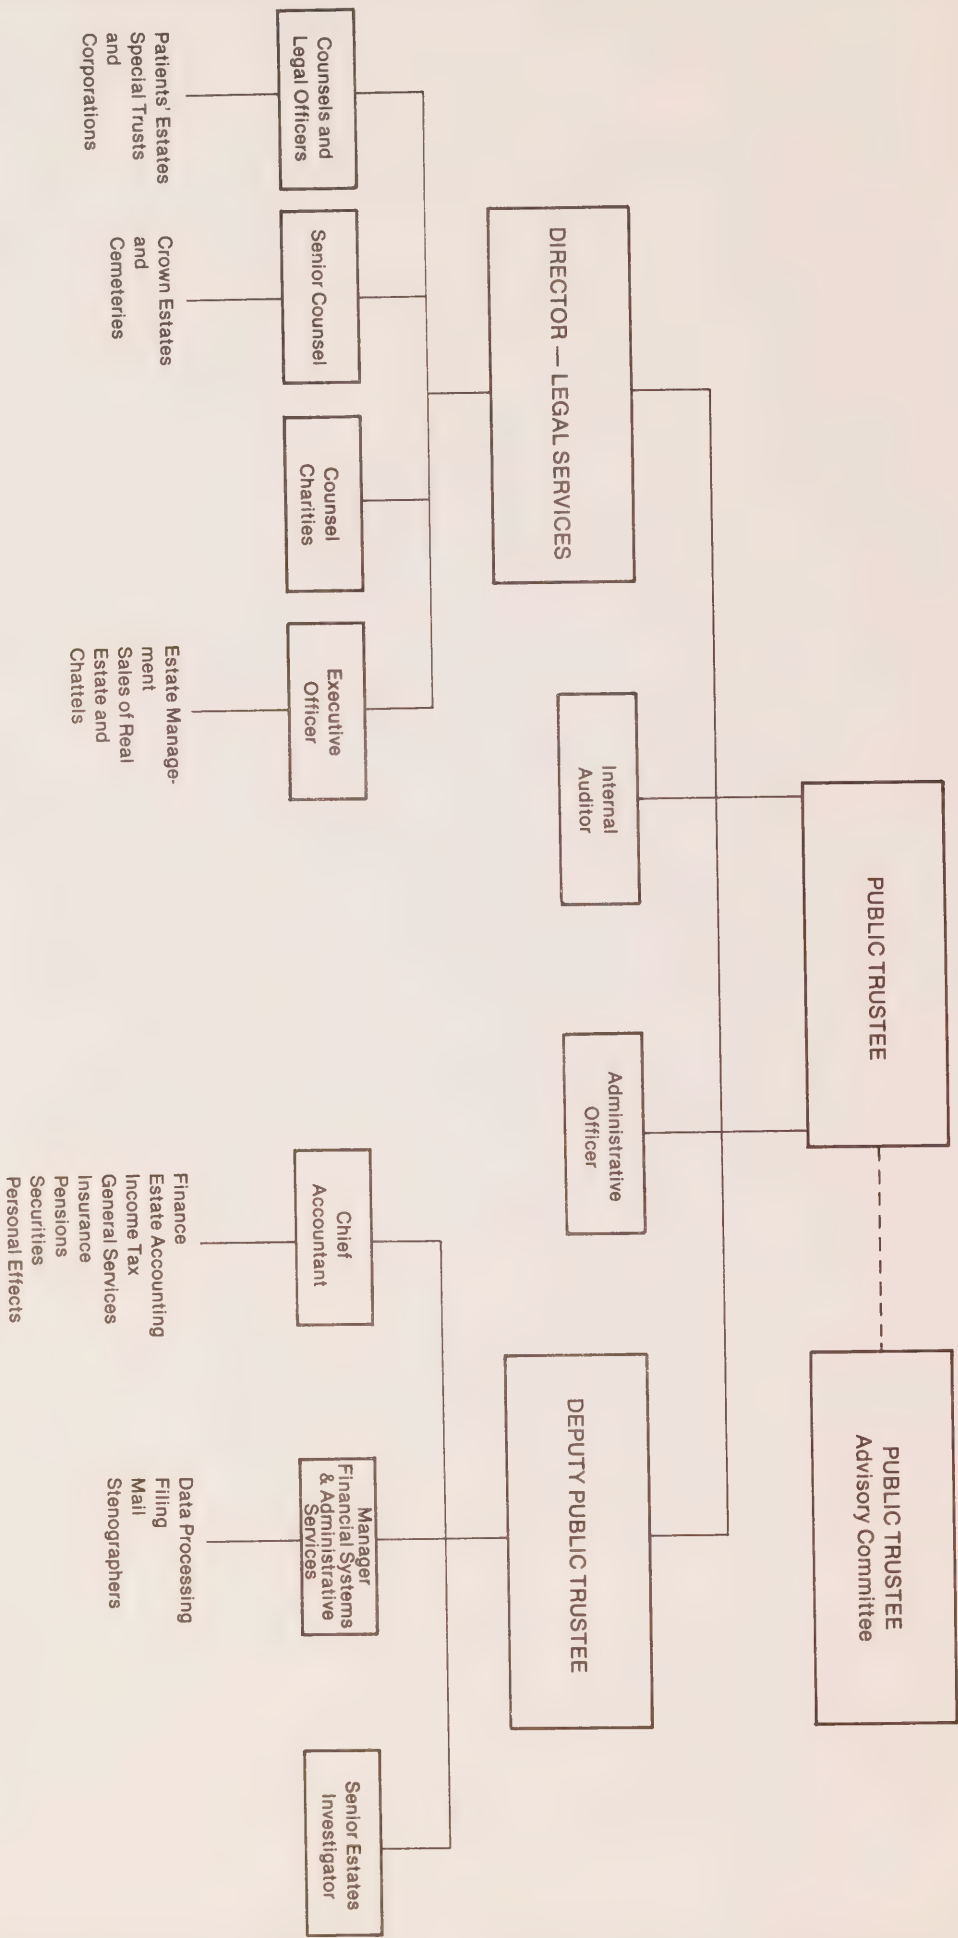 PUBLIC TRUSTEE
PUBLIC TRUSTEE
Advisory Committee
DIRECTOR — LEGAL SERVICES
Internal
Auditor
Administrative
Officer
DEPUTY PUBLIC TRUSTEE
Counsels and
Legal Officers
Senior Counsel
Counsel
Charities
Executive
Officer
Chief
Accountant
Manager
Financial Systems
& Administrative
Services
Senior Estates
Investigator
Patients' Estates
Special Trusts
and
Corporations
Crown Estates
and
Cemeteries
Estate Manage-
ment
Sales of Real
Estate and
Chattels
Finance
Estate Accounting
Income Tax
General Services
Insurance
Pensions
Securities
Personal Effects
Data Processing
Filing
Mail
Stenographers